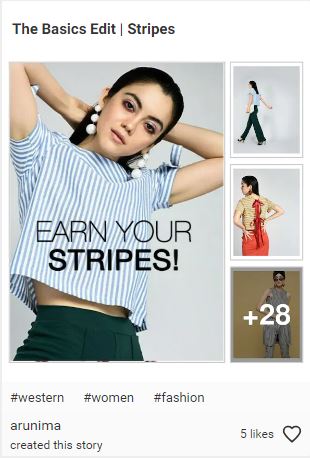 The Basics Edit | Stripes
EARN YOUR
STRIPES!
+28
#western #women #fashion
arunima
created this story
5 likes